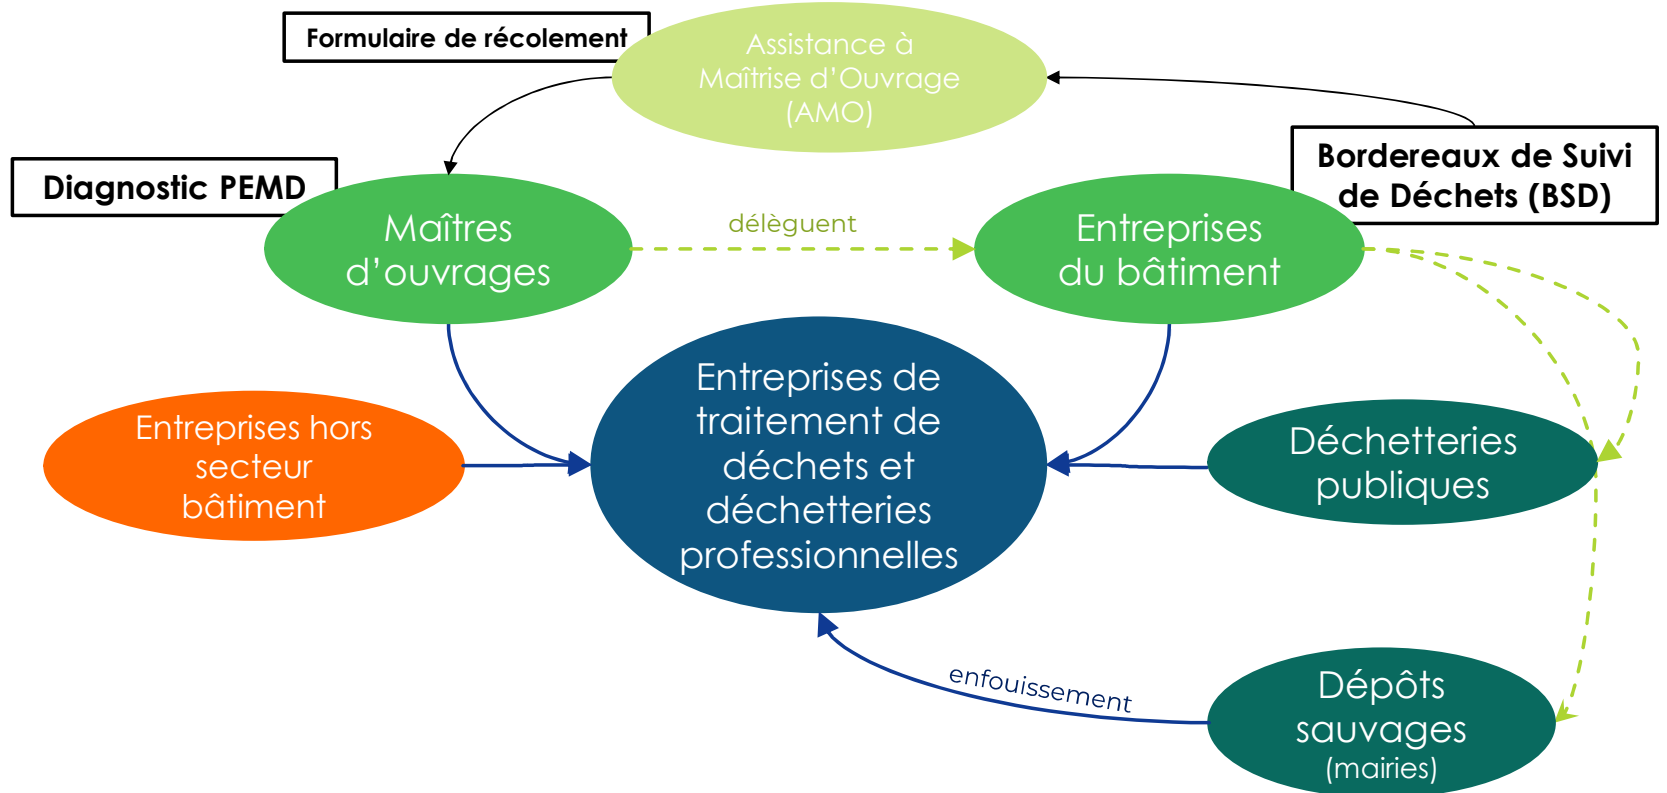 Formulaire de récolement
Assistance à
Maîtrise d’Ouvrage
(AMO)
Bordereaux de Suivi
de Déchets (BSD)
Diagnostic PEMD
Maîtres
d’ouvrages
délèguent
Entreprises
du bâtiment
Entreprises hors
secteur
bâtiment
Entreprises de
traitement de
déchets et
déchetteries
professionnelles
Déchetteries
publiques
enfouissement
Dépôts
sauvages
(mairies)